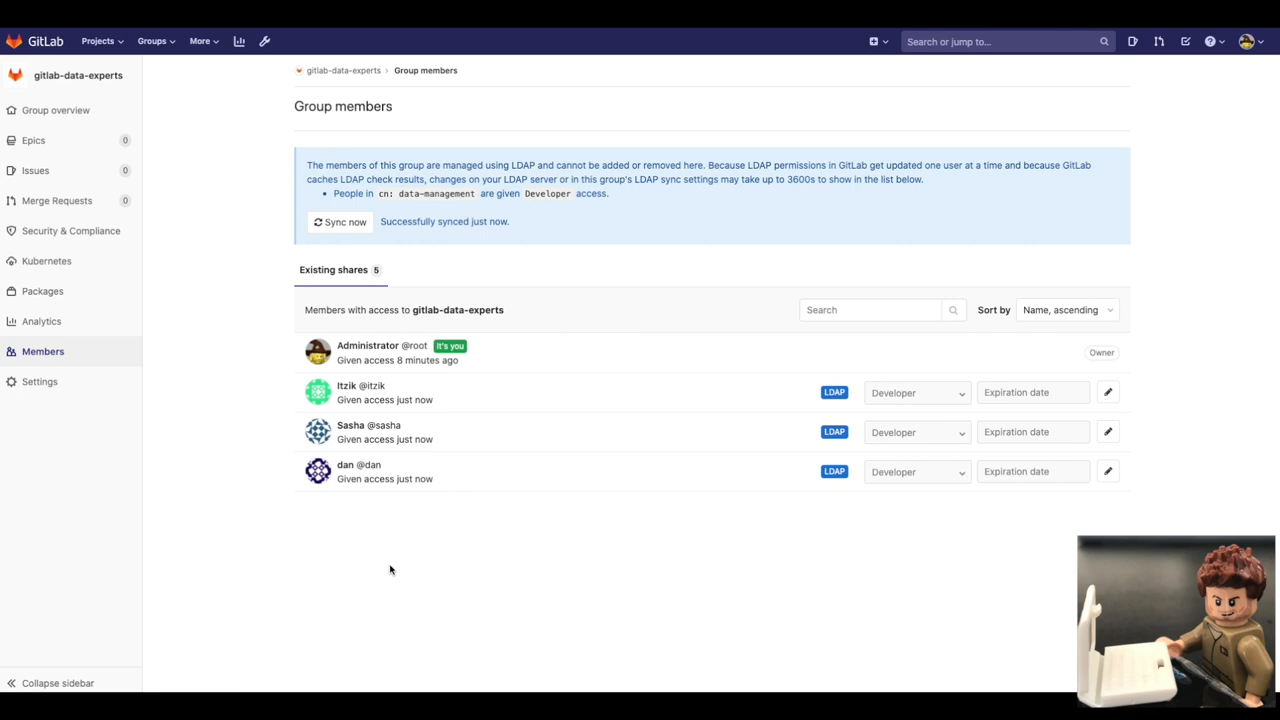 GitLab
Projects
Groups
More
Search or jump to...
gitlab-data-experts
Group overview
Epics 0
Issues 0
Merge Requests 0
Security & Compliance
Kubernetes
Packages
Analytics
Members
Settings
Collapse sidebar
gitlab-data-experts › Group members
Group members
The members of this group are managed using LDAP and cannot be added or removed here. Because LDAP permissions in GitLab get updated one user at a time and because GitLab
caches LDAP check results, changes on your LDAP server or in this group's LDAP sync settings may take up to 3600s to show in the list below.
• People in cn: data-management are given Developer access.
Sync now Successfully synced just now.
Existing shares 5
Members with access to gitlab-data-experts Search Sort by Name, ascending
Administrator @root It's you
Given access 8 minutes ago
Owner
Itzik @itzik
Given access just now
LDAP Developer Expiration date
Sasha @sasha
Given access just now
LDAP Developer Expiration date
dan @dan
Given access just now
LDAP Developer Expiration date